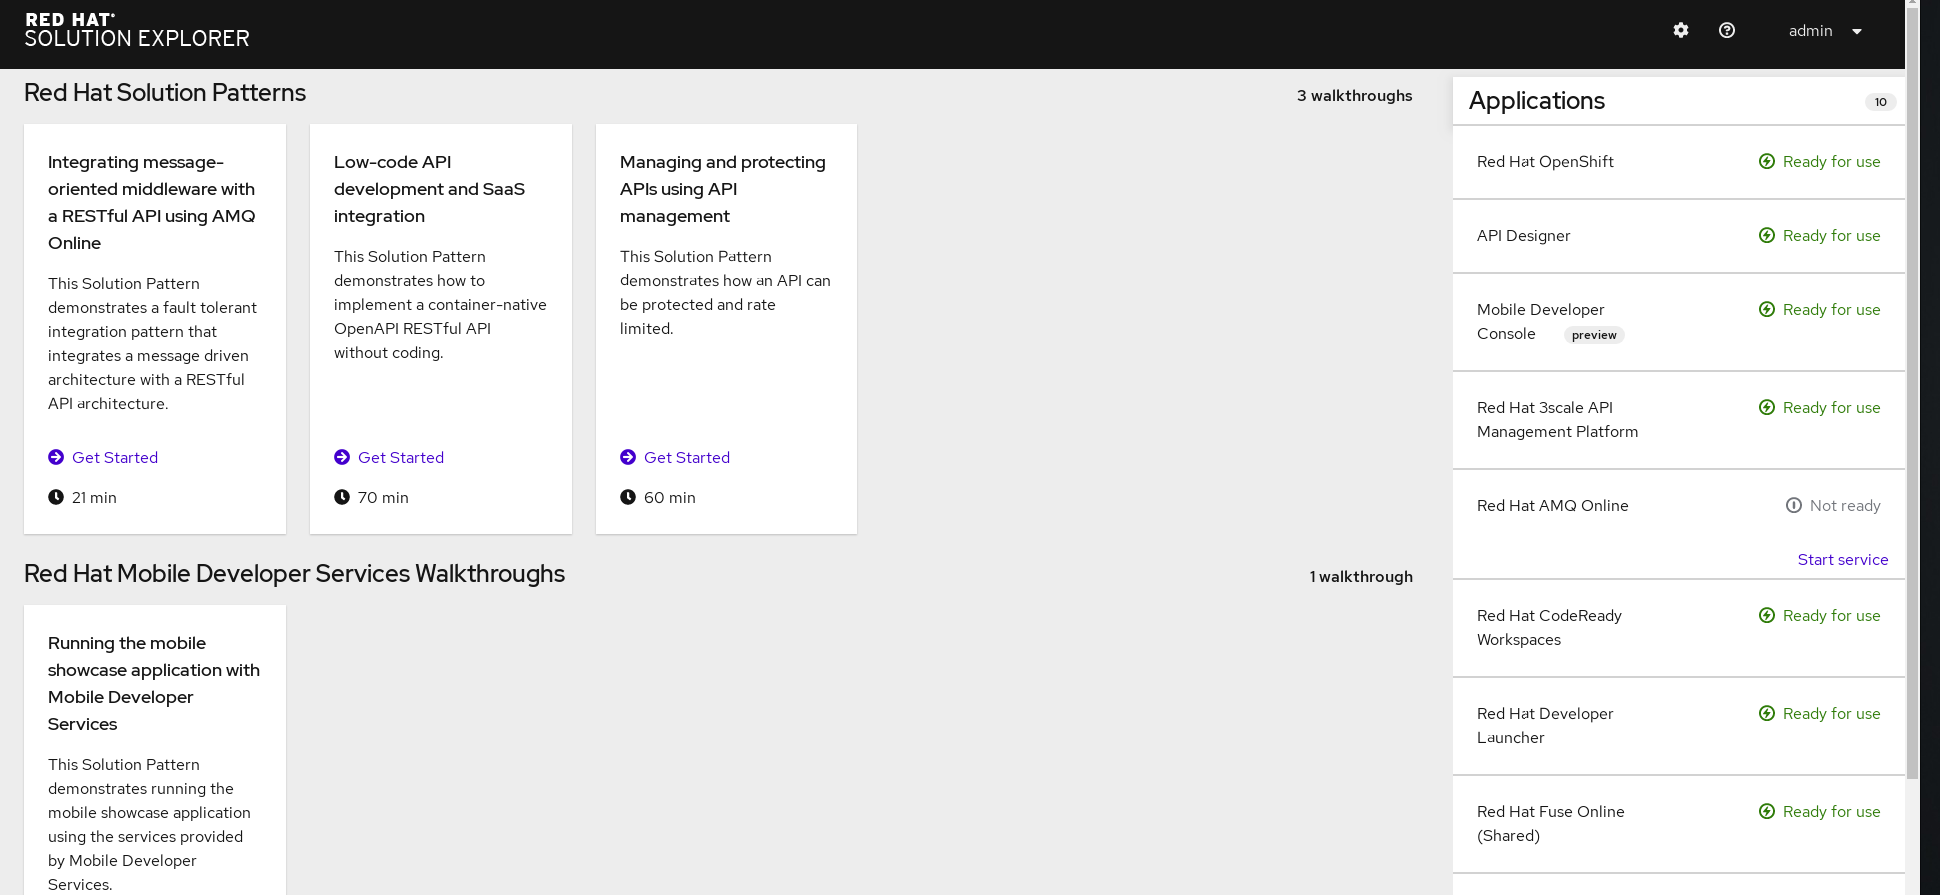 RED HAT
SOLUTION EXPLORER
admin
Red Hat Solution Patterns
3 walkthroughs
Integrating message-
oriented middleware with
a RESTful API using AMQ
Online
This Solution Pattern
demonstrates a fault tolerant
integration pattern that
integrates a message driven
architecture with a RESTful
API architecture.
Get Started
21 min
Low-code API
development and SaaS
integration
This Solution Pattern
demonstrates how to
implement a container-native
OpenAPI RESTful API
without coding.
Get Started
70 min
Managing and protecting
APIs using API
management
This Solution Pattern
demonstrates how an API can
be protected and rate
limited.
Get Started
60 min
Red Hat Mobile Developer Services Walkthroughs
1 walkthrough
Running the mobile
showcase application with
Mobile Developer
Services
This Solution Pattern
demonstrates running the
mobile showcase application
using the services provided
by Mobile Developer
Services.
Applications
10
Red Hat OpenShift
Ready for use
API Designer
Ready for use
Mobile Developer
Console preview
Ready for use
Red Hat 3scale API
Management Platform
Ready for use
Red Hat AMQ Online
Not ready
Start service
Red Hat CodeReady
Workspaces
Ready for use
Red Hat Developer
Launcher
Ready for use
Red Hat Fuse Online
(Shared)
Ready for use